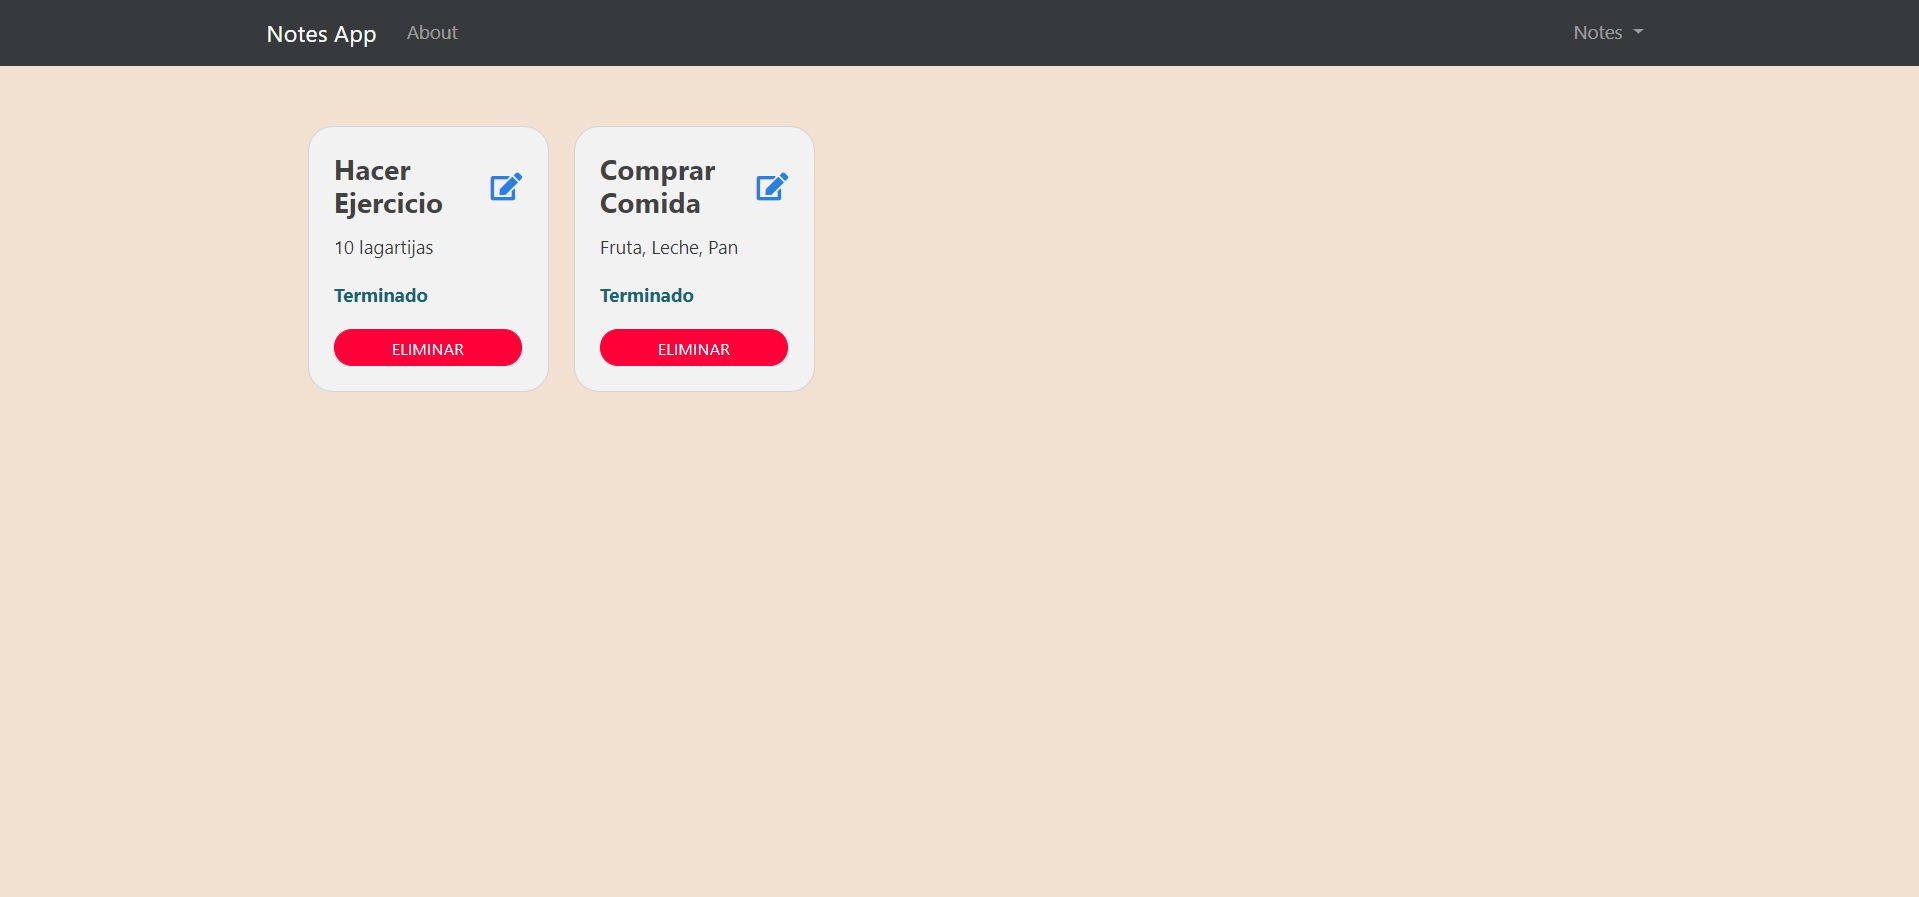 Notes App About Notes
Hacer
Ejercicio
10 lagartijas
Terminado
ELIMINAR
Comprar
Comida
Fruta, Leche, Pan
Terminado
ELIMINAR